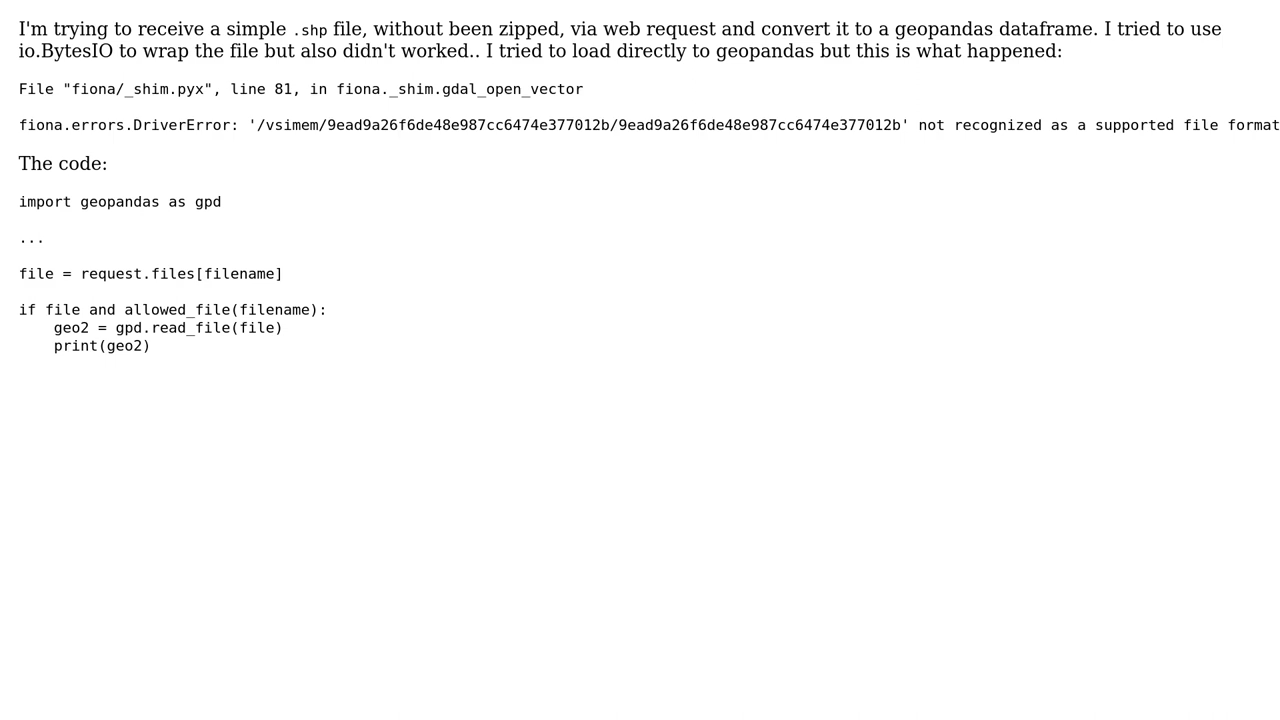 I'm trying to receive a simple .shp file, without been zipped, via web request and convert it to a geopandas dataframe. I tried to use
io.BytesIO to wrap the file but also didn't worked.. I tried to load directly to geopandas but this is what happened:
File "fiona/_shim.pyx", line 81, in fiona._shim.gdal_open_vector
fiona.errors.DriverError: '/vsimem/9ead9a26f6de48e987cc6474e377012b/9ead9a26f6de48e987cc6474e377012b' not recognized as a supported file format
The code:
import geopandas as gpd
...
file = request.files[filename]
if file and allowed_file(filename):
    geo2 = gpd.read_file(file)
    print(geo2)